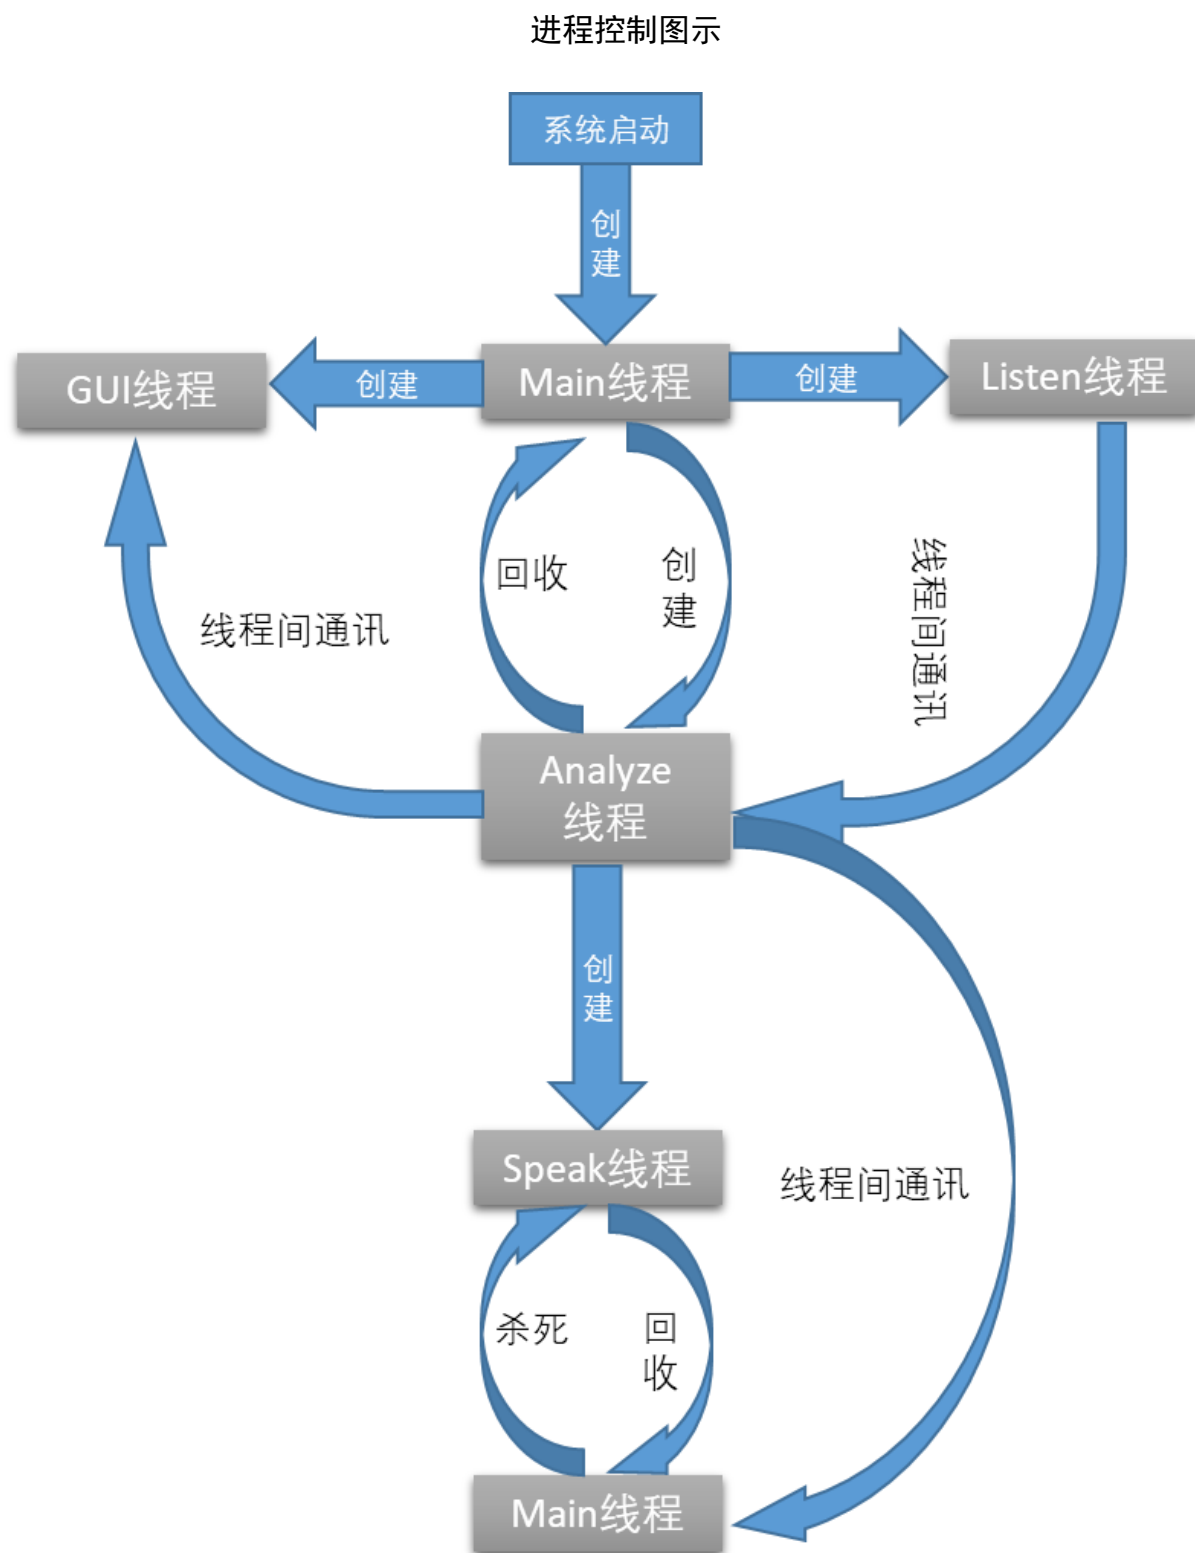 进程控制图示
系统启动
创
建
GUI线程
创建
Main线程
创建
Listen线程
回收
创
建
线程间通讯
线程间通讯
Analyze
线程
创
建
Speak线程
线程间通讯
杀死
回
收
Main线程